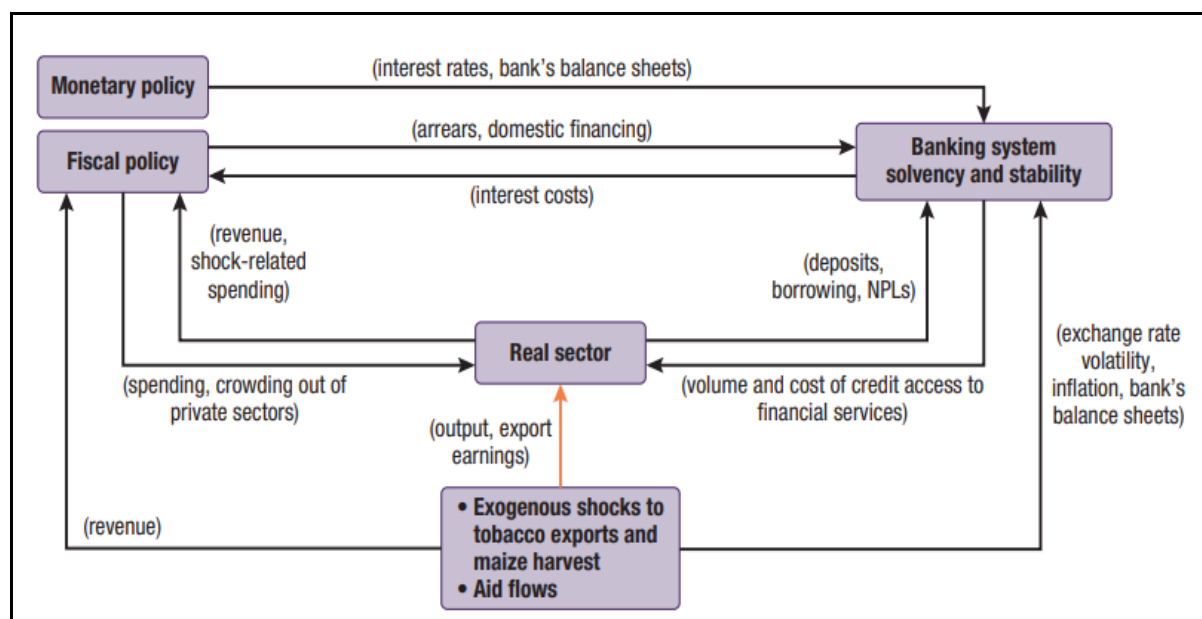 (interest rates, bank's balance sheets)
Monetary policy
(arrears, domestic financing)
Fiscal policy
Banking system
solvency and stability
(interest costs)
(revenue,
shock-related
spending)
(deposits,
borrowing, NPLs)
Real sector
(exchange rate
volatility,
inflation, bank's
balance sheets)
(spending, crowding out of
private sectors)
(volume and cost of credit access to
financial services)
(output, export
earnings)
• Exogenous shocks to
tobacco exports and
maize harvest
• Aid flows
(revenue)